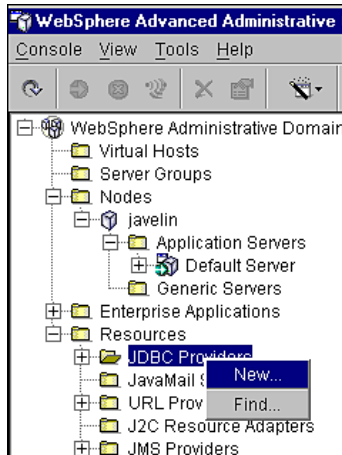 WebSphere Advanced Administrative
Console View Tools Help
WebSphere Administrative Domain
Virtual Hosts
Server Groups
Nodes
javelin
Application Servers
Default Server
Generic Servers
Enterprise Applications
Resources
JDBC Providers
New...
JavaMail
URL Prov
Find...
J2C Resource Adapters
JMS Providers